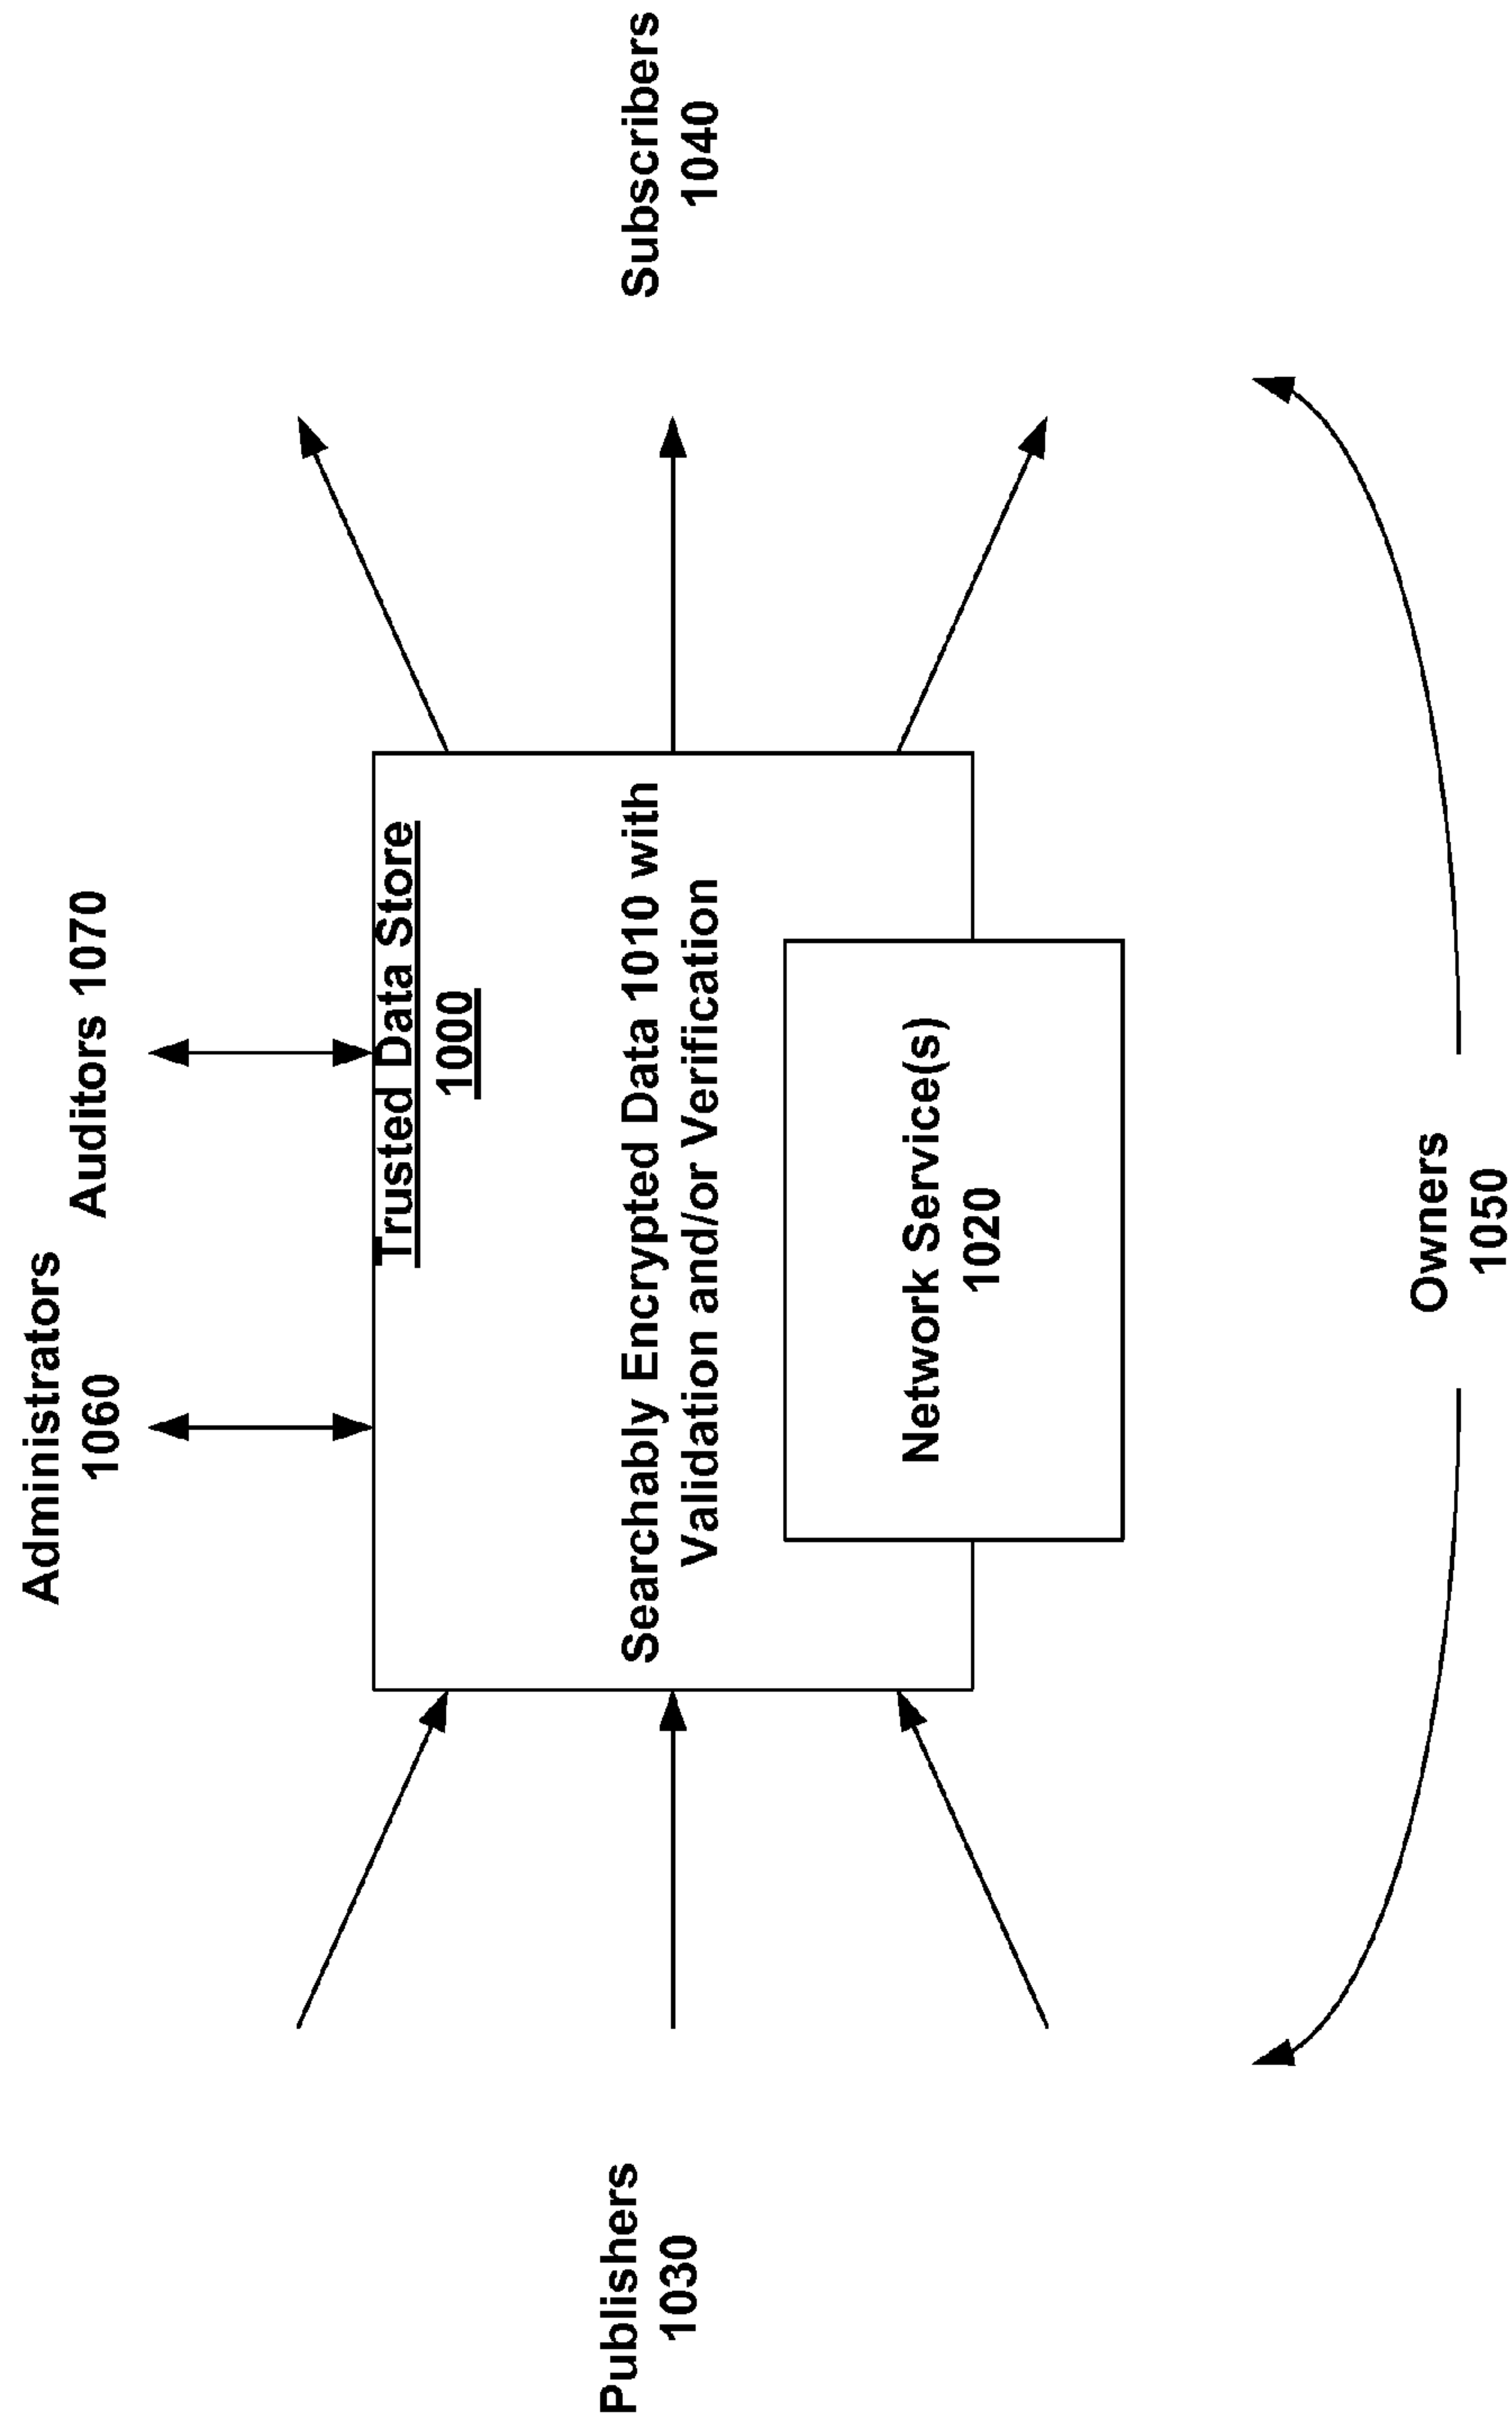 Administrators
1060
Auditors 1070
Trusted Data Store
1000
Publishers
1030
Searchably Encrypted Data 1010 with
Validation and/or Verification
Subscribers
1040
Network Service(s)
1020
Owners
1050